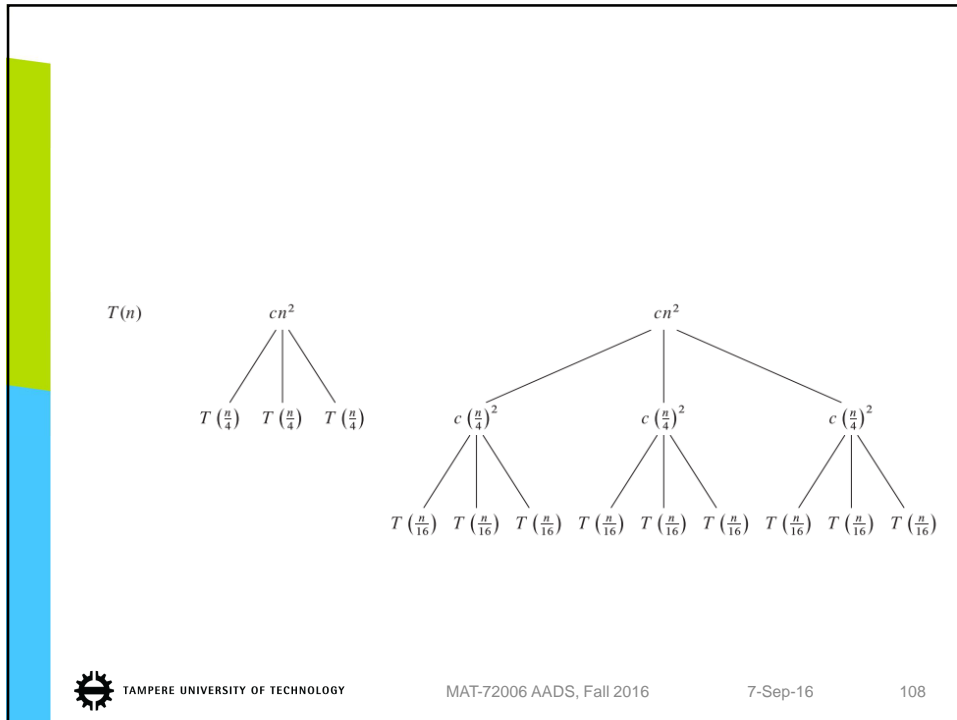 T(n) cn² cn²
T(n/4) T(n/4) T(n/4) c(n/4)² c(n/4)² c(n/4)²
T(n/16) T(n/16) T(n/16) T(n/16) T(n/16) T(n/16) T(n/16) T(n/16) T(n/16)
TAMPERE UNIVERSITY OF TECHNOLOGY MAT-72006 AADS, Fall 2016 7-Sep-16 108